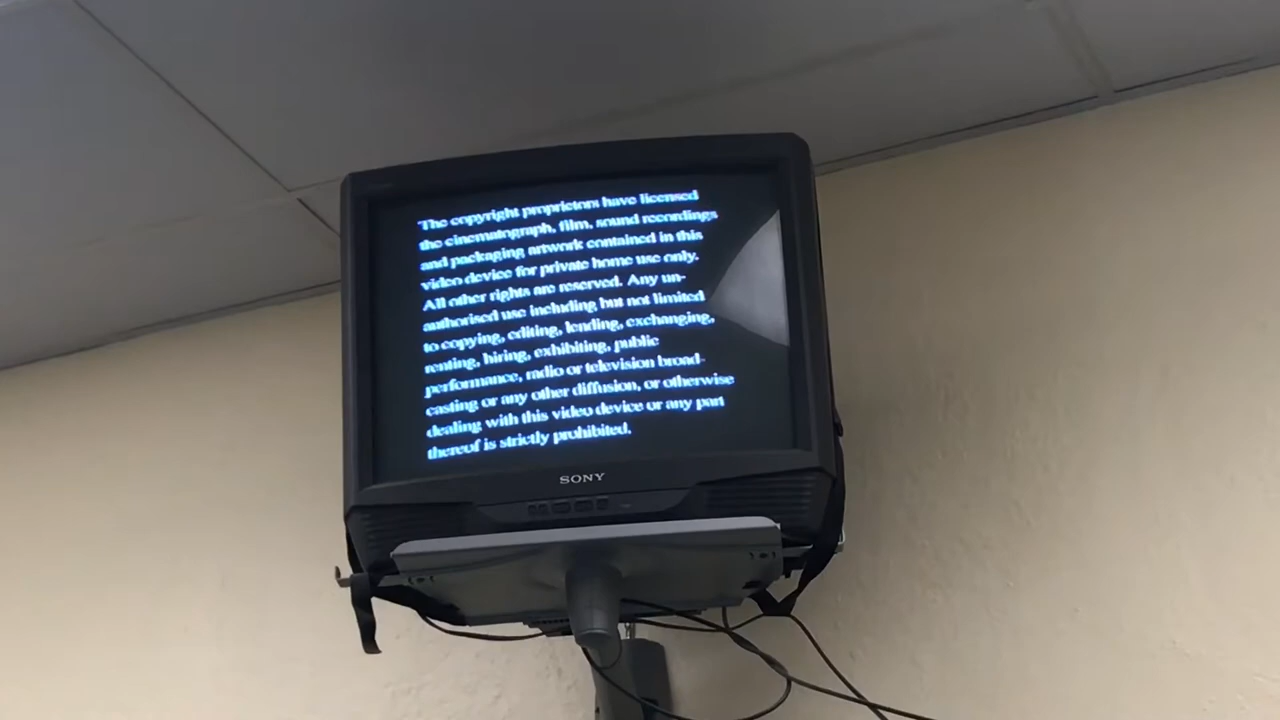 The copyright proprietors have licensed
the cinematograph, film, sound recordings
and packaging artwork contained in this
video device for private home use only.
All other rights are reserved. Any un-
authorised use including but not limited
to copying, editing, lending, exchanging,
renting, hiring, exhibiting, public
performance, radio or television broad-
casting or any other diffusion, or otherwise
dealing with this video device or any part
thereof is strictly prohibited.
SONY